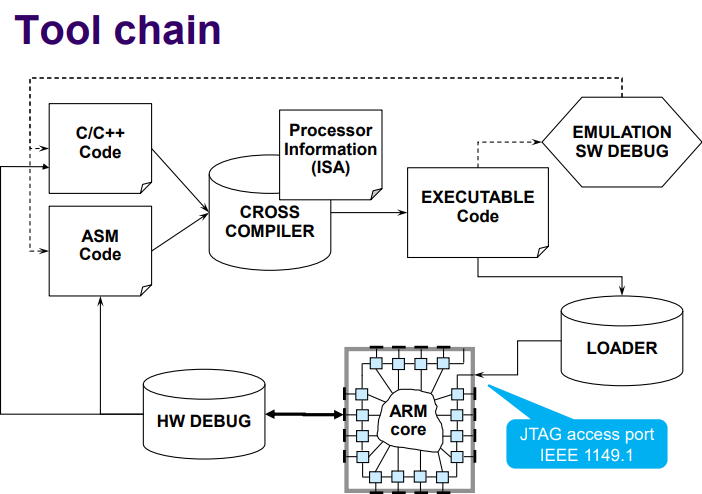 Tool chain
C/C++
Code
Processor
Information
(ISA)
EMULATION
SW DEBUG
CROSS
COMPILER
EXECUTABLE
Code
ASM
Code
LOADER
HW DEBUG
ARM
core
JTAG access port
IEEE 1149.1